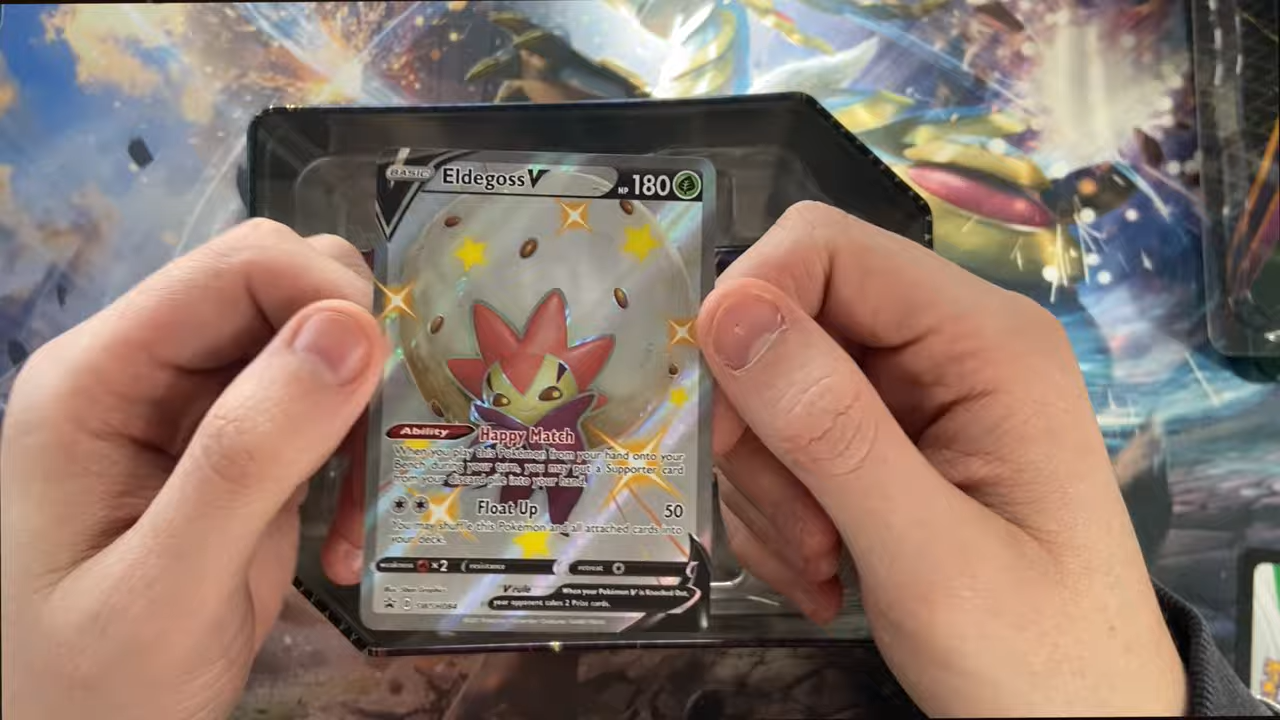 BASIC Eldegoss V HP 180
Ability Happy Match
When you play this Pokémon from your hand onto your
Bench during your turn, you may put a Supporter card
from your discard pile into your hand.
Float Up 50
You may shuffle this Pokémon and all attached cards into
your deck.
weakness ×2 resistance retreat
V rule When your Pokémon V is Knocked Out,
your opponent takes 2 Prize cards.
SWSH084